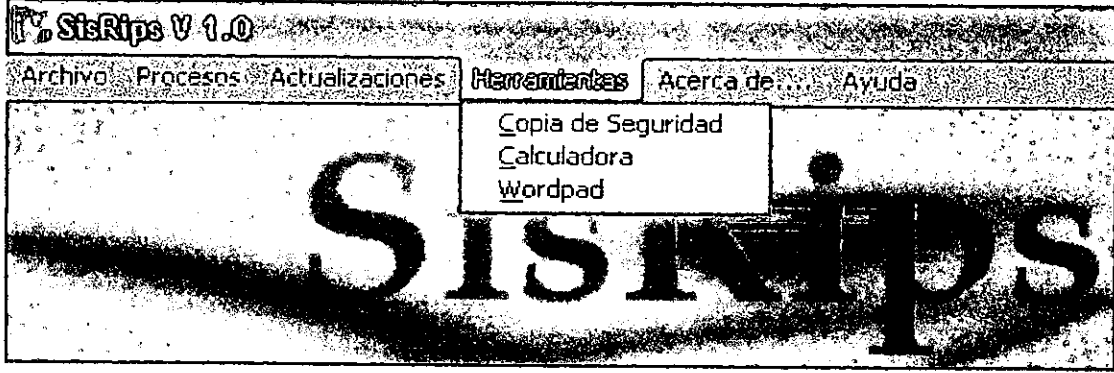 SisRips V 1.0
Archivo Procesos Actualizaciones Herramientas Acerca de.... Ayuda
Copia de Seguridad
Calculadora
Wordpad
SisRips